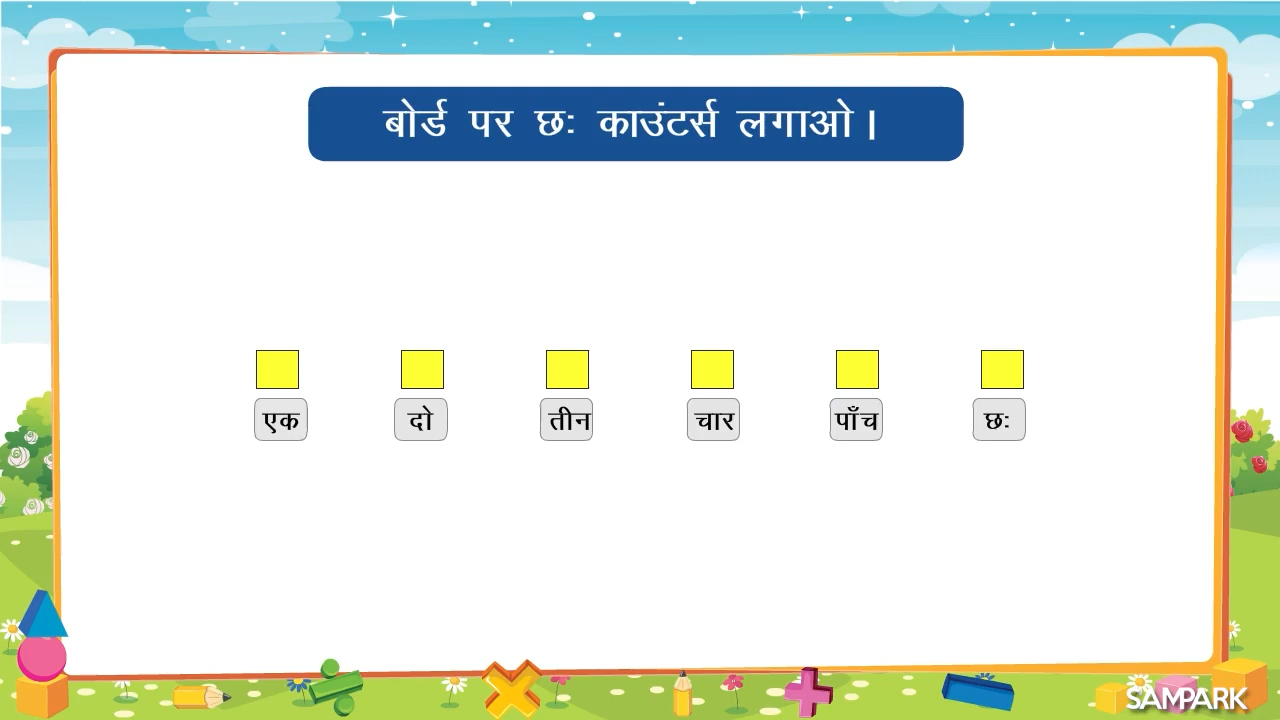 बोर्ड पर छः काउंटर्स लगाओ।
एक दो तीन चार पाँच छः
SAMPARK